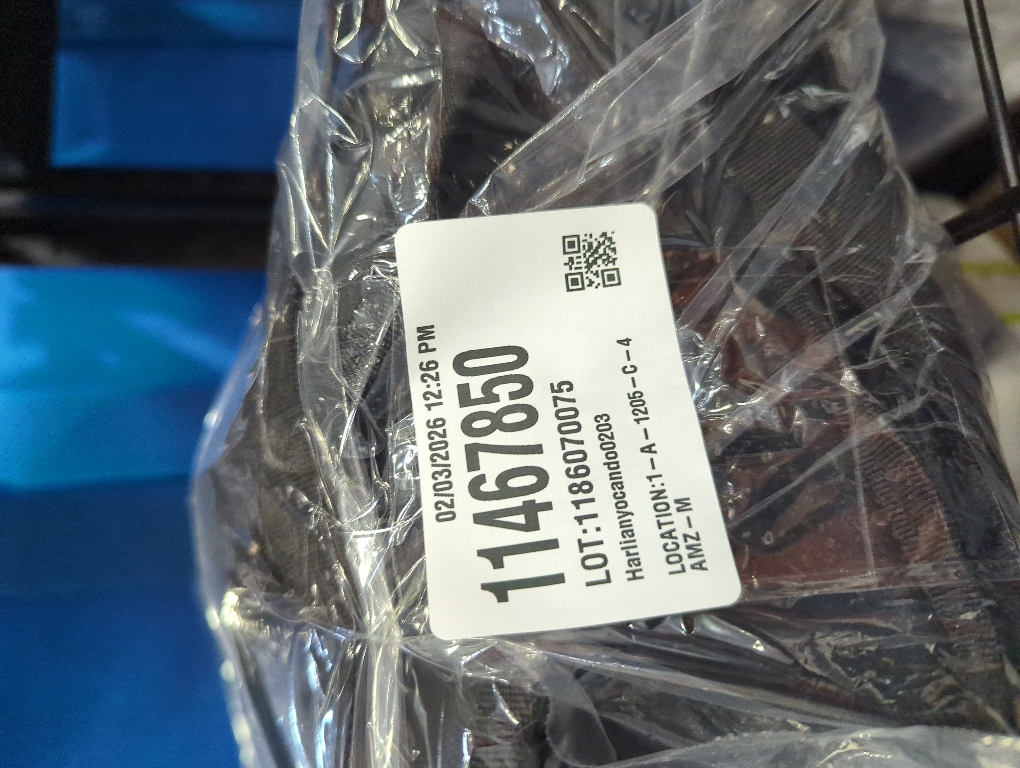 02/03/2026 12:26 PM
11467850
LOT:1186070075
Harlianyocando0203
LOCATION:1-A-1205-C-4
AMZ-M